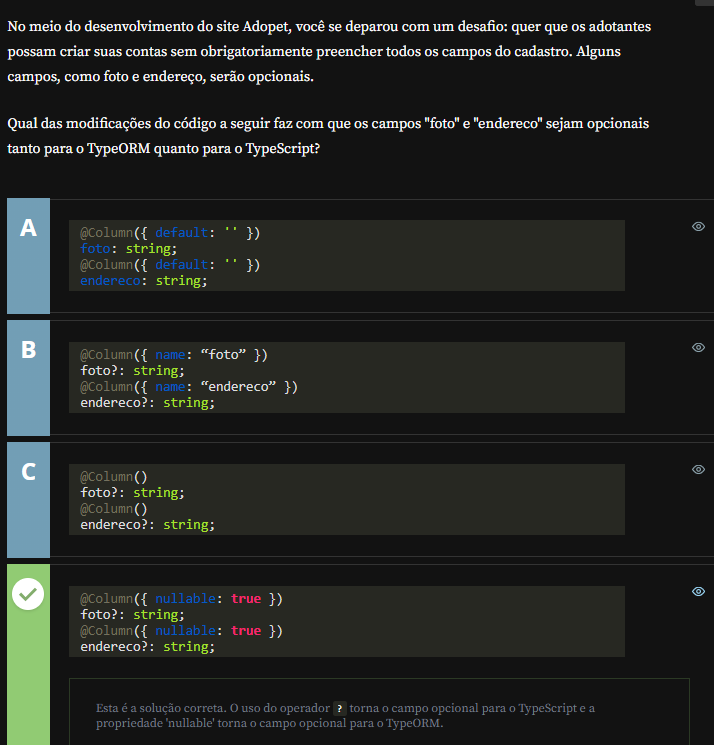 No meio do desenvolvimento do site Adopet, você se deparou com um desafio: quer que os adotantes
possam criar suas contas sem obrigatoriamente preencher todos os campos do cadastro. Alguns
campos, como foto e endereço, serão opcionais.
Qual das modificações do código a seguir faz com que os campos "foto" e "endereco" sejam opcionais
tanto para o TypeORM quanto para o TypeScript?
A
@Column({ default: '' })
foto: string;
@Column({ default: '' })
endereco: string;
B
@Column({ name: “foto” })
foto?: string;
@Column({ name: “endereco” })
endereco?: string;
C
@Column()
foto?: string;
@Column()
endereco?: string;
@Column({ nullable: true })
foto?: string;
@Column({ nullable: true })
endereco?: string;
Esta é a solução correta. O uso do operador ? torna o campo opcional para o TypeScript e a
propriedade 'nullable' torna o campo opcional para o TypeORM.